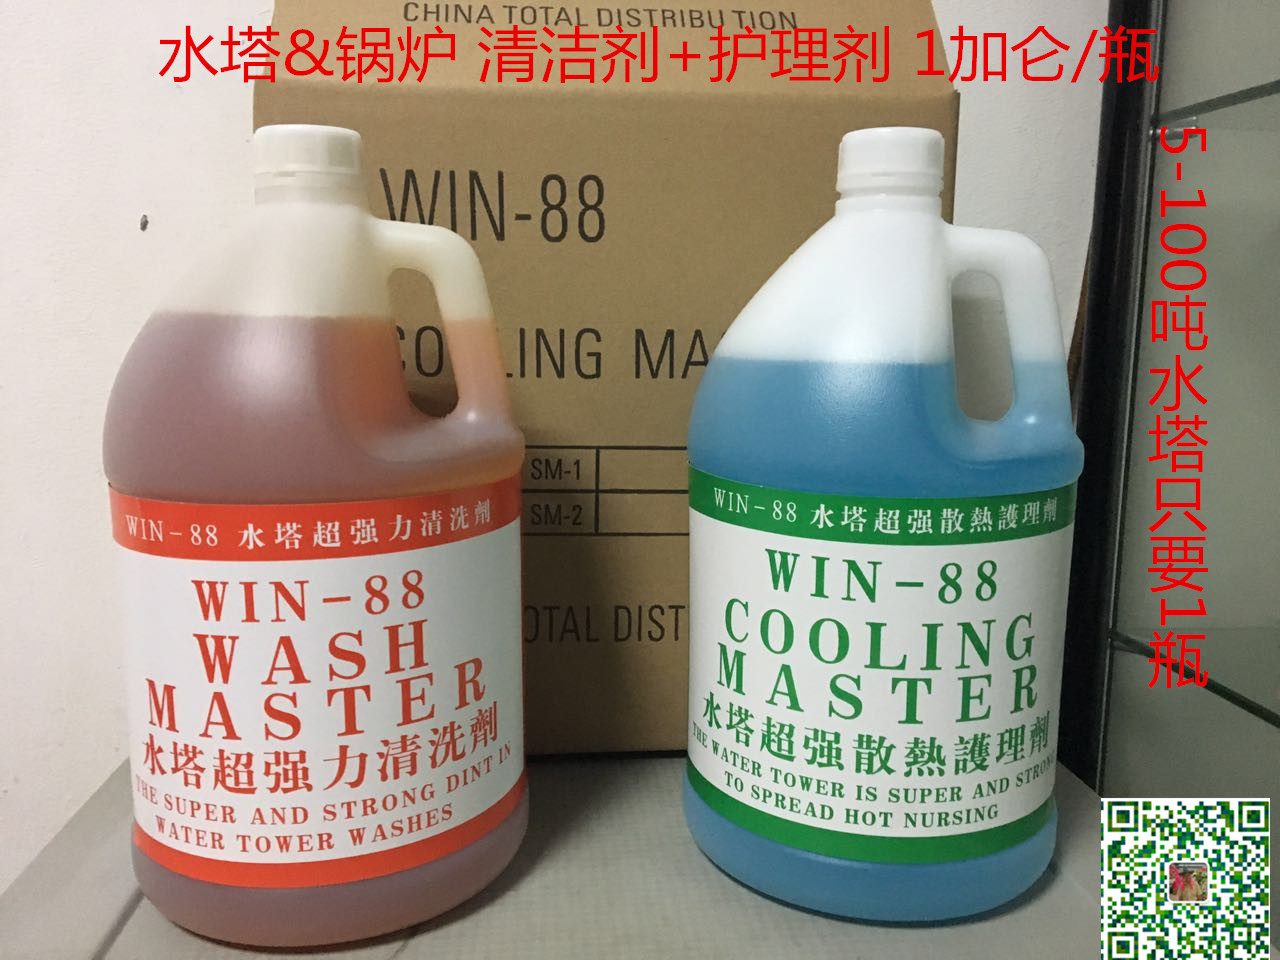 CHINA TOTAL DISTRIBUTION
水塔&锅炉 清洁剂+护理剂 1加仑/瓶
5-100吨水塔只要1瓶
WIN-88
COOLING MA
SM-1
SM-2
OTAL DIST
WIN-88 水塔超强力清洗劑
WIN-88
WASH
MASTER
水塔超强力清洗劑
THE SUPER AND STRONG DINT IN
WATER TOWER WASHES
WIN-88 水塔超强散熱護理劑
WIN-88
COOLING
MASTER
水塔超强散熱護理劑
THE WATER TOWER IS SUPER AND STRONG
TO SPREAD HOT NURSING